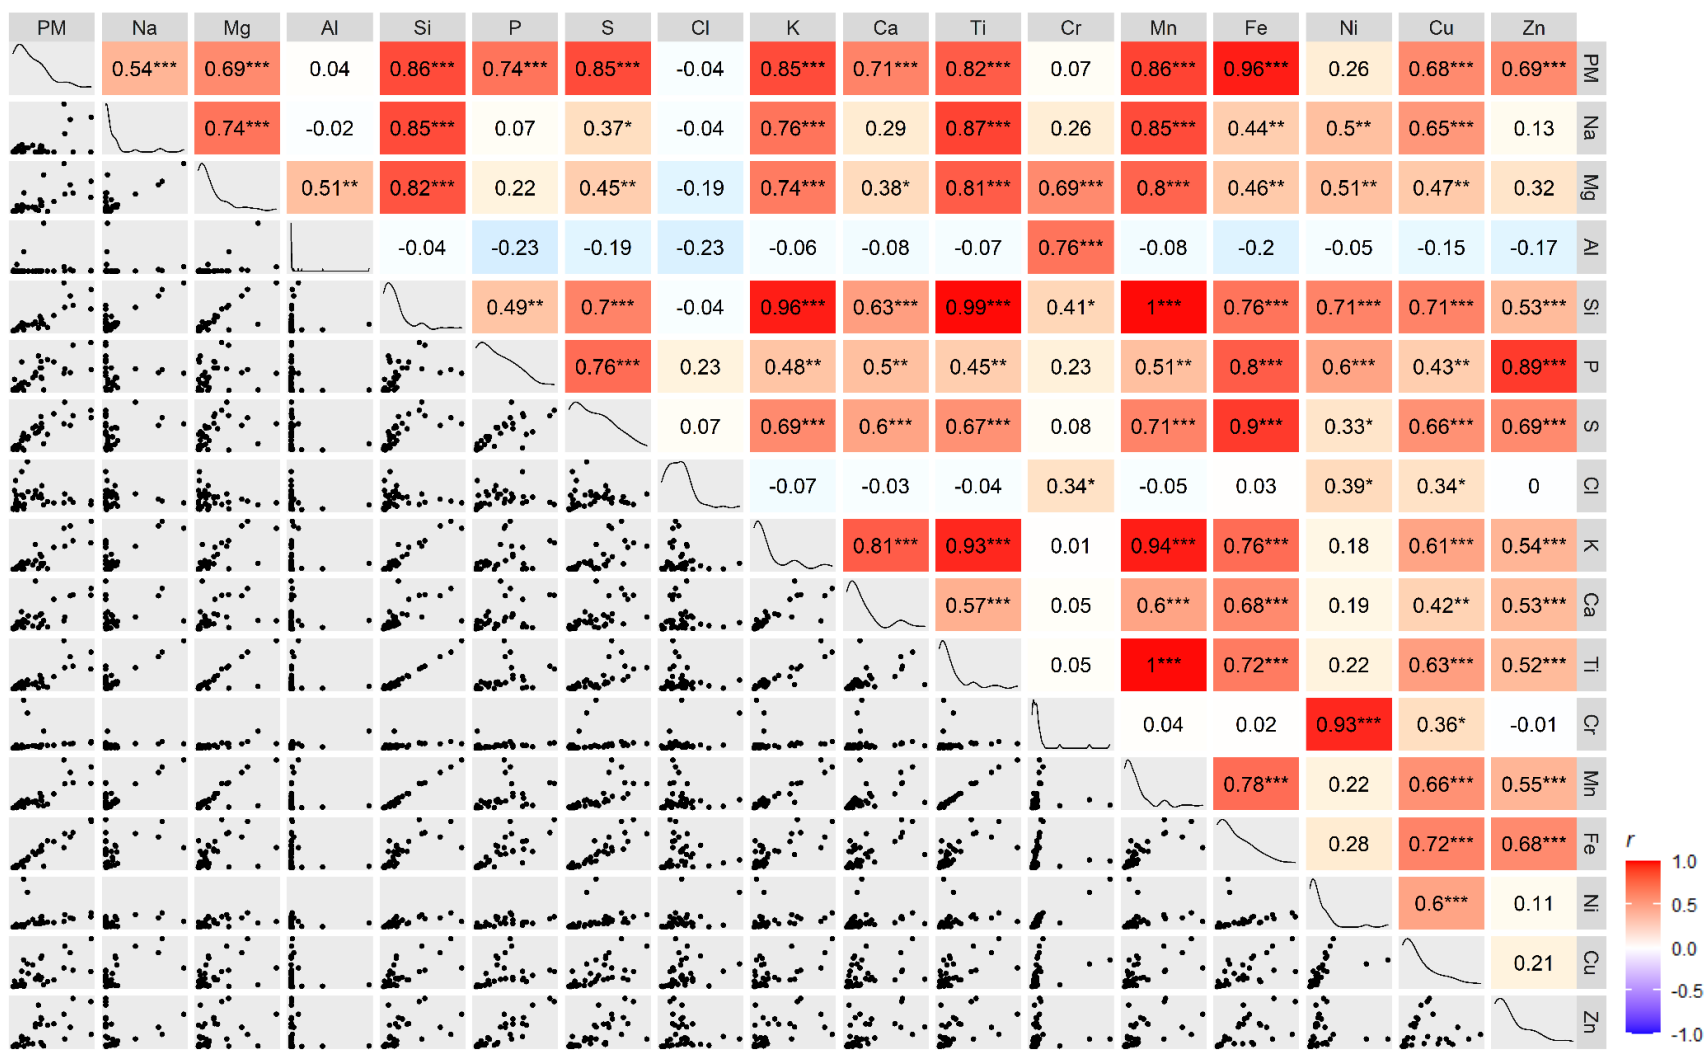 PM Na Mg Al Si P S Cl K Ca Ti Cr Mn Fe Ni Cu Zn
0.54*** 0.69*** 0.04 0.86*** 0.74*** 0.85*** -0.04 0.85*** 0.71*** 0.82*** 0.07 0.86*** 0.96*** 0.26 0.68*** 0.69*** PM
0.74*** -0.02 0.85*** 0.07 0.37* -0.04 0.76*** 0.29 0.87*** 0.26 0.85*** 0.44** 0.5** 0.65*** 0.13 Na
0.51** 0.82*** 0.22 0.45** -0.19 0.74*** 0.38* 0.81*** 0.69*** 0.8*** 0.46** 0.51** 0.47** 0.32 Mg
-0.04 -0.23 -0.19 -0.23 -0.06 -0.08 -0.07 0.76*** -0.08 -0.2 -0.05 -0.15 -0.17 Al
0.49** 0.7*** -0.04 0.96*** 0.63*** 0.99*** 0.41* 1*** 0.76*** 0.71*** 0.71*** 0.53*** Si
0.76*** 0.23 0.48** 0.5** 0.45** 0.23 0.51** 0.8*** 0.6*** 0.43** 0.89*** P
0.07 0.69*** 0.6*** 0.67*** 0.08 0.71*** 0.9*** 0.33* 0.66*** 0.69*** S
-0.07 -0.03 -0.04 0.34* -0.05 0.03 0.39* 0.34* 0 Cl
0.81*** 0.93*** 0.01 0.94*** 0.76*** 0.18 0.61*** 0.54*** K
0.57*** 0.05 0.6*** 0.68*** 0.19 0.42** 0.53*** Ca
0.05 1*** 0.72*** 0.22 0.63*** 0.52*** Ti
0.04 0.02 0.93*** 0.36* -0.01 Cr
0.78*** 0.22 0.66*** 0.55*** Mn
0.28 0.72*** 0.68*** Fe
0.6*** 0.11 Ni
0.21 Cu
Zn
r
1.0
0.5
0.0
-0.5
-1.0